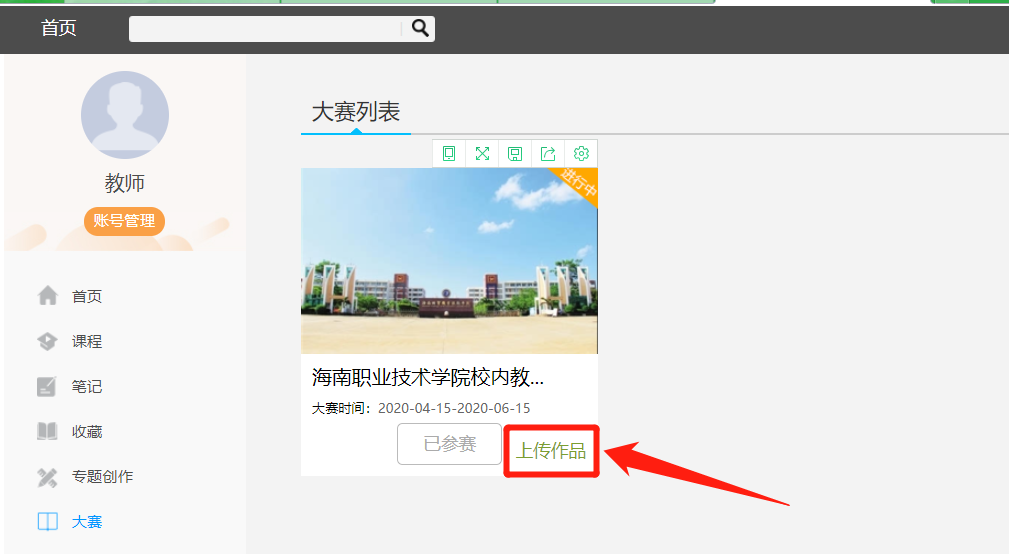 首页
教师
账号管理
首页
课程
笔记
收藏
专题创作
大赛
大赛列表
进行中
海南职业技术学院校内教...
大赛时间：2020-04-15-2020-06-15
已参赛
上传作品